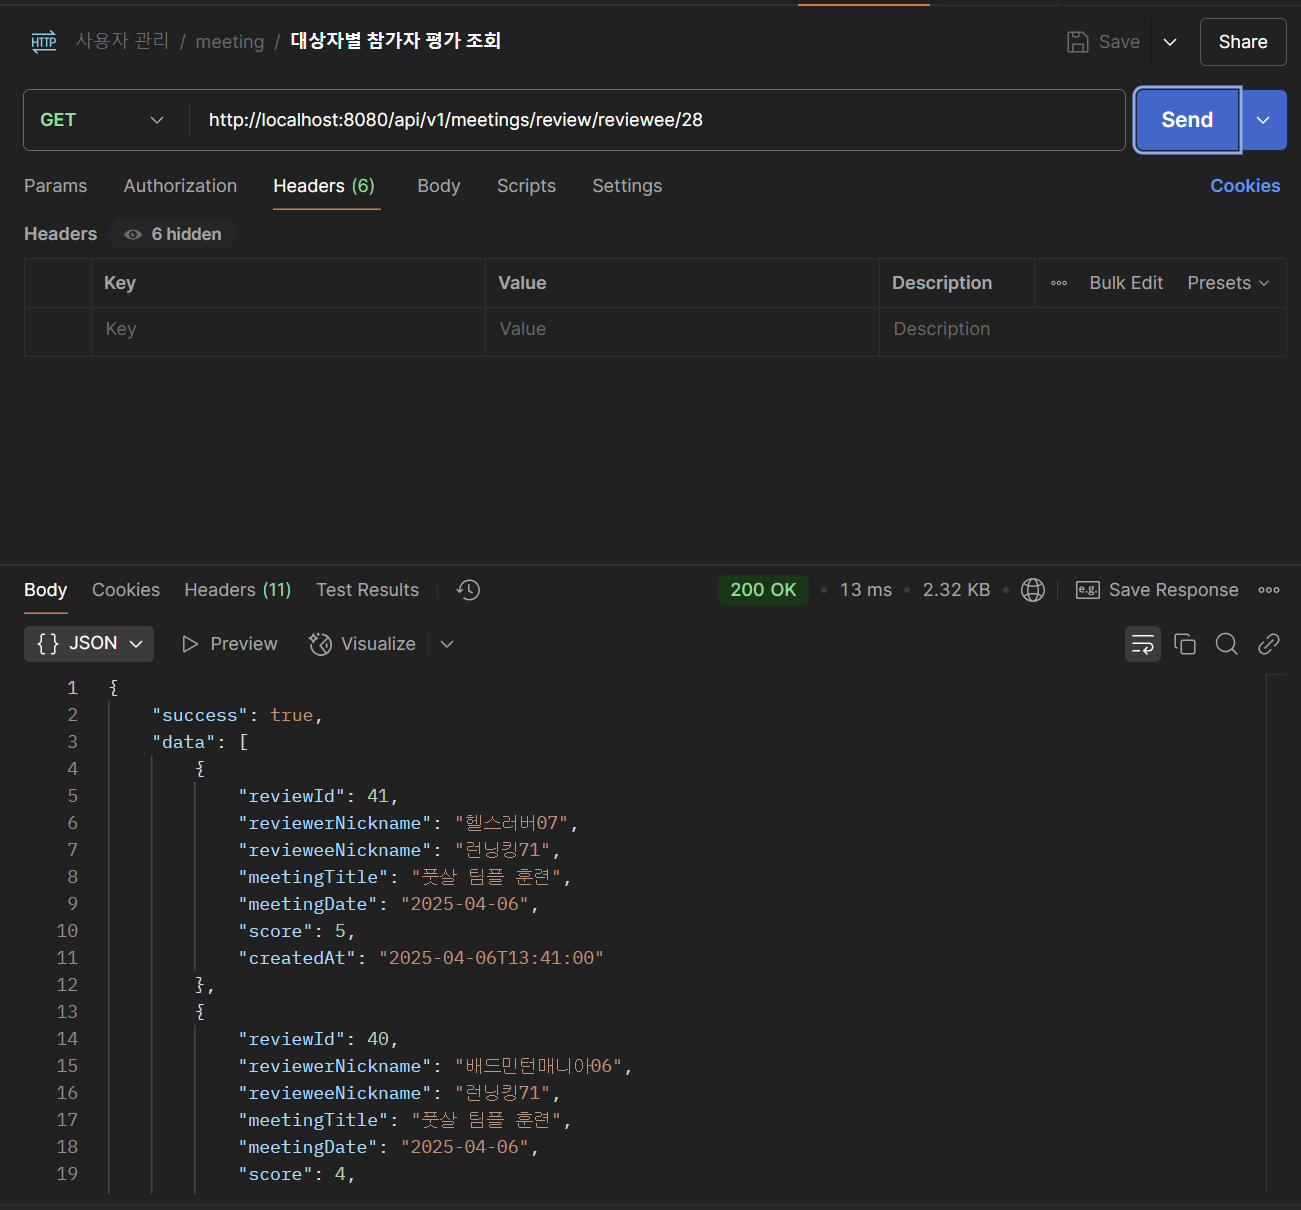 HTTP 사용자 관리 / meeting / 대상자별 참가자 평가 조회 Save Share
GET http://localhost:8080/api/v1/meetings/review/reviewee/28 Send
Params Authorization Headers (6) Body Scripts Settings Cookies
Headers 6 hidden
Key Value Description Bulk Edit Presets
Key Value Description
Body Cookies Headers (11) Test Results 200 OK 13 ms 2.32 KB e.g. Save Response
{} JSON Preview Visualize
1 {
2 "success": true,
3 "data": [
4 {
5 "reviewId": 41,
6 "reviewerNickname": "헬스러버07",
7 "revieweeNickname": "런닝킹71",
8 "meetingTitle": "풋살 팀플 훈련",
9 "meetingDate": "2025-04-06",
10 "score": 5,
11 "createdAt": "2025-04-06T13:41:00"
12 },
13 {
14 "reviewId": 40,
15 "reviewerNickname": "배드민턴매니아06",
16 "revieweeNickname": "런닝킹71",
17 "meetingTitle": "풋살 팀플 훈련",
18 "meetingDate": "2025-04-06",
19 "score": 4,